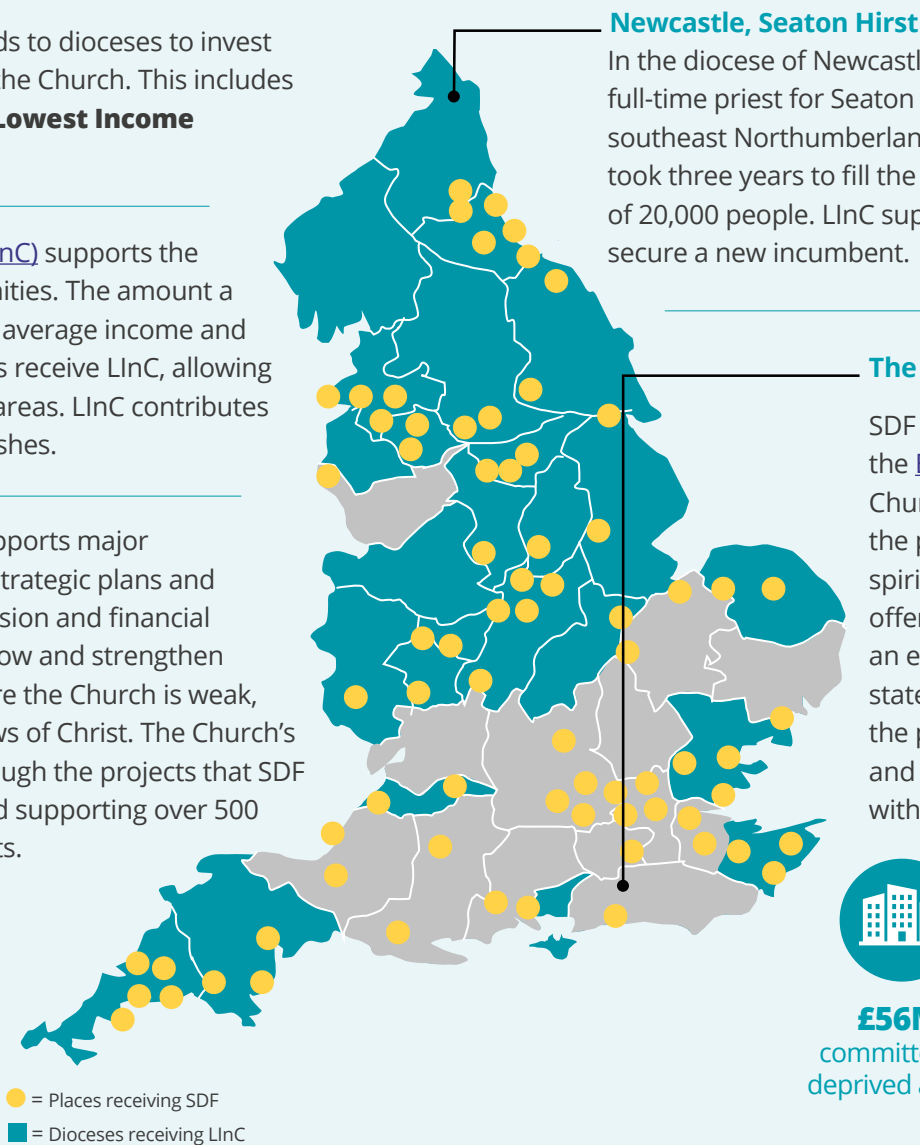 ds to dioceses to invest
the Church. This includes
Lowest Income
nC) supports the
nities. The amount a
average income and
s receive LInC, allowing
areas. LInC contributes
shes.
pports major
trategic plans and
sion and financial
ow and strengthen
re the Church is weak,
ws of Christ. The Church's
ough the projects that SDF
d supporting over 500
ts.
Newcastle, Seaton Hirst
In the diocese of Newcastl
full-time priest for Seaton
southeast Northumberlan
took three years to fill the
of 20,000 people. LInC sup
secure a new incumbent.
The
SDF
the
Chur
the p
spiri
offer
an e
state
the p
and
with
£56M
committ
deprived a
= Places receiving SDF
= Dioceses receiving LInC